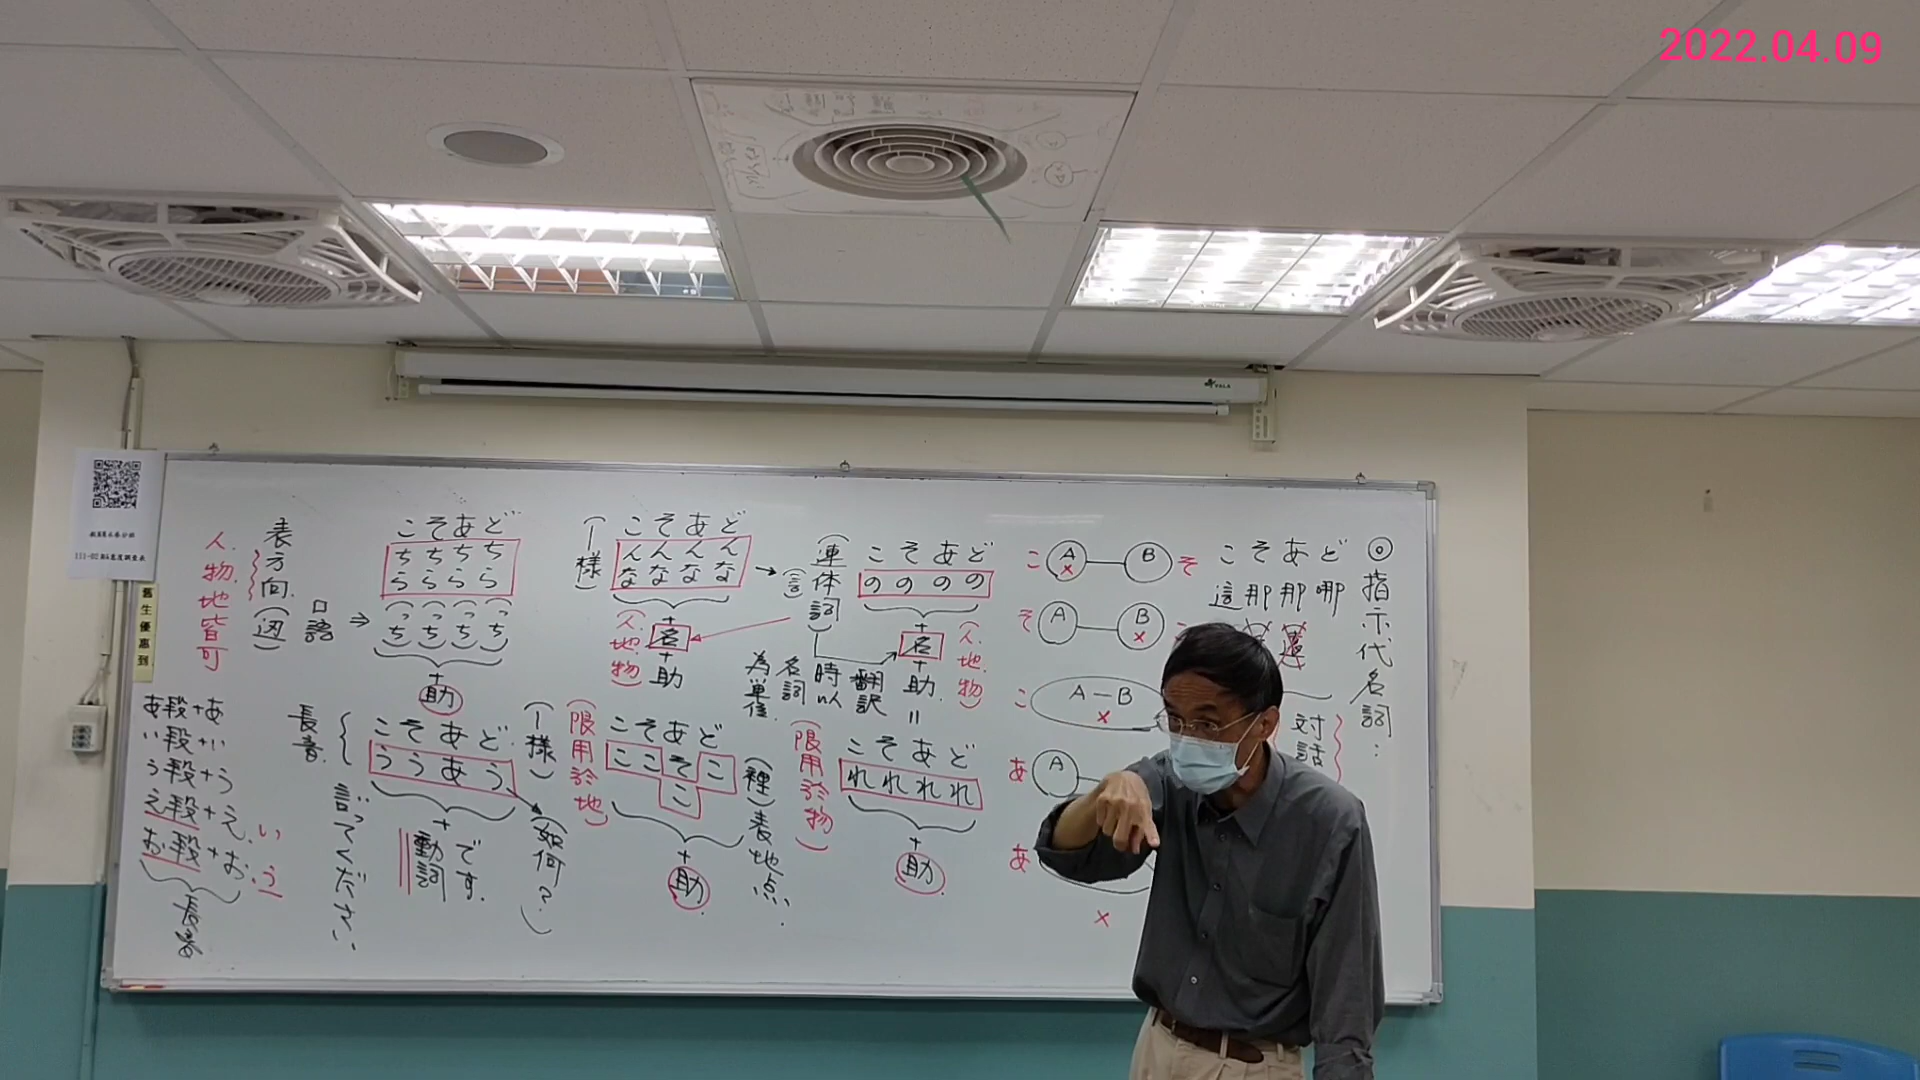 2022.04.09
VALA
舊生優惠到
◎指示代名詞:
こそあど
這那那哪
対話
こ A B そ
×
そ A B
×
こ A-B
×
あ A
あ
×
こそあど
のののの
+
名
+
助
=
(人.地.物)
連体詞
(言)
翻訳
時以
名詞
為単位.
こそあど
れれれれ
+
助
(限用於物)
こそあど
んんんん
なななな
(一樣)
+
名
+
助
(人.地.物)
こそあど
ここそこ
こ
+
助
(裡)表地点.
(限用於地)
こそあど
ちちちち
らららら
っっっっ
ちちちち
+
助
口語⇒
表方向.(辺)
人.物.地皆可
こそあど.
ううあう
+
動詞
です.
(一樣)
(如何?)
長音.
言ってください
あ段+あ
い段+い
う段+う
え段+え.い
お段+お.う
長音